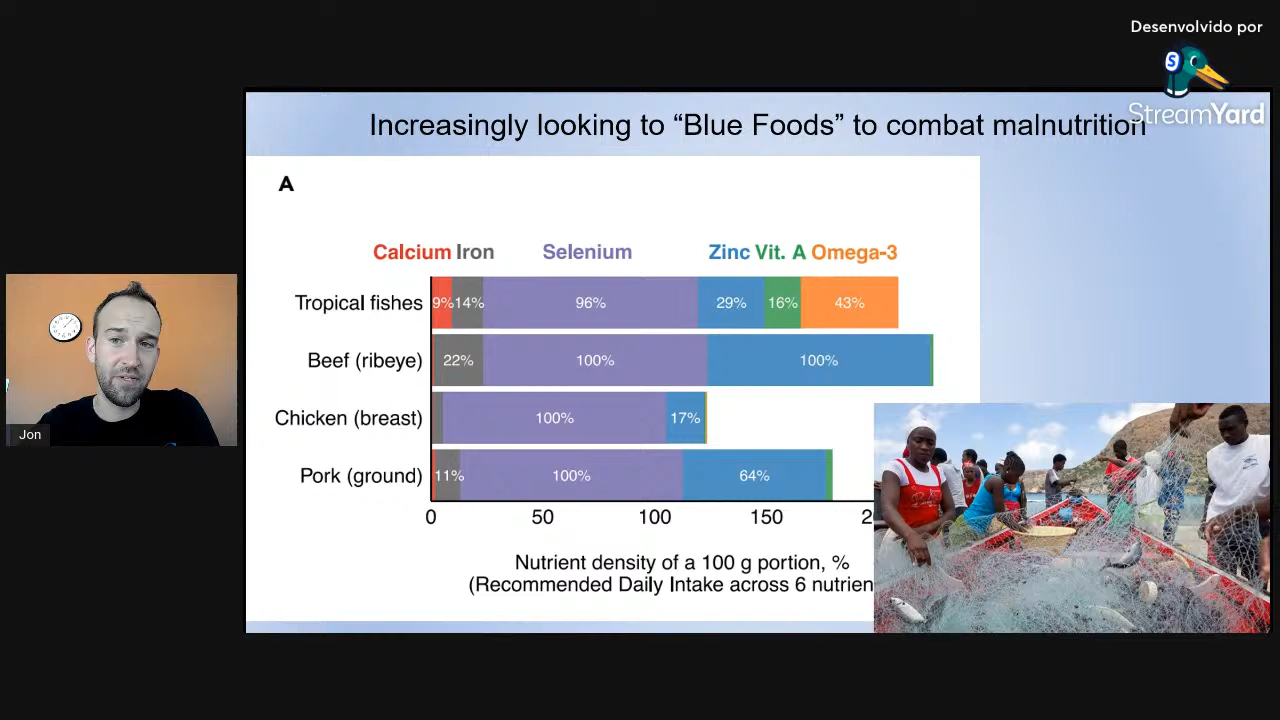 Desenvolvido por
StreamYard
Increasingly looking to “Blue Foods” to combat malnutrition
A
Calcium Iron Selenium Zinc Vit. A Omega-3
Tropical fishes 9% 14% 96% 29% 16% 43%
Beef (ribeye) 22% 100% 100%
Chicken (breast) 100% 17%
Pork (ground) 11% 100% 64%
0 50 100 150 2
Nutrient density of a 100 g portion, %
(Recommended Daily Intake across 6 nutrien
Jon